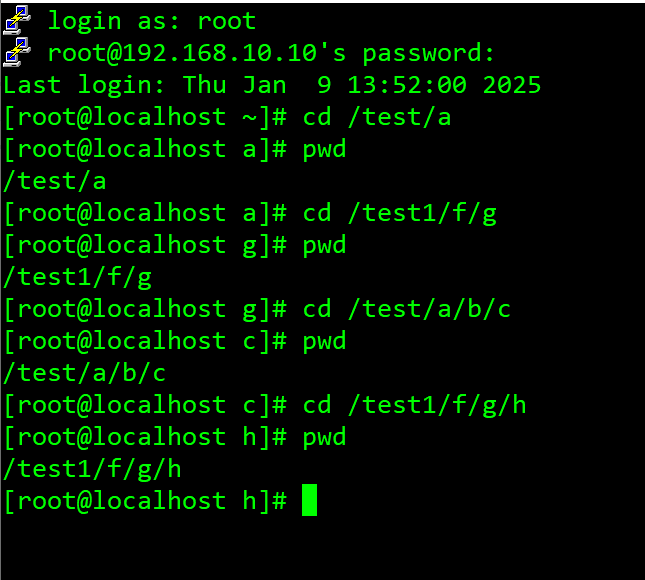 login as: root
root@192.168.10.10's password:
Last login: Thu Jan  9 13:52:00 2025
[root@localhost ~]# cd /test/a
[root@localhost a]# pwd
/test/a
[root@localhost a]# cd /test1/f/g
[root@localhost g]# pwd
/test1/f/g
[root@localhost g]# cd /test/a/b/c
[root@localhost c]# pwd
/test/a/b/c
[root@localhost c]# cd /test1/f/g/h
[root@localhost h]# pwd
/test1/f/g/h
[root@localhost h]#